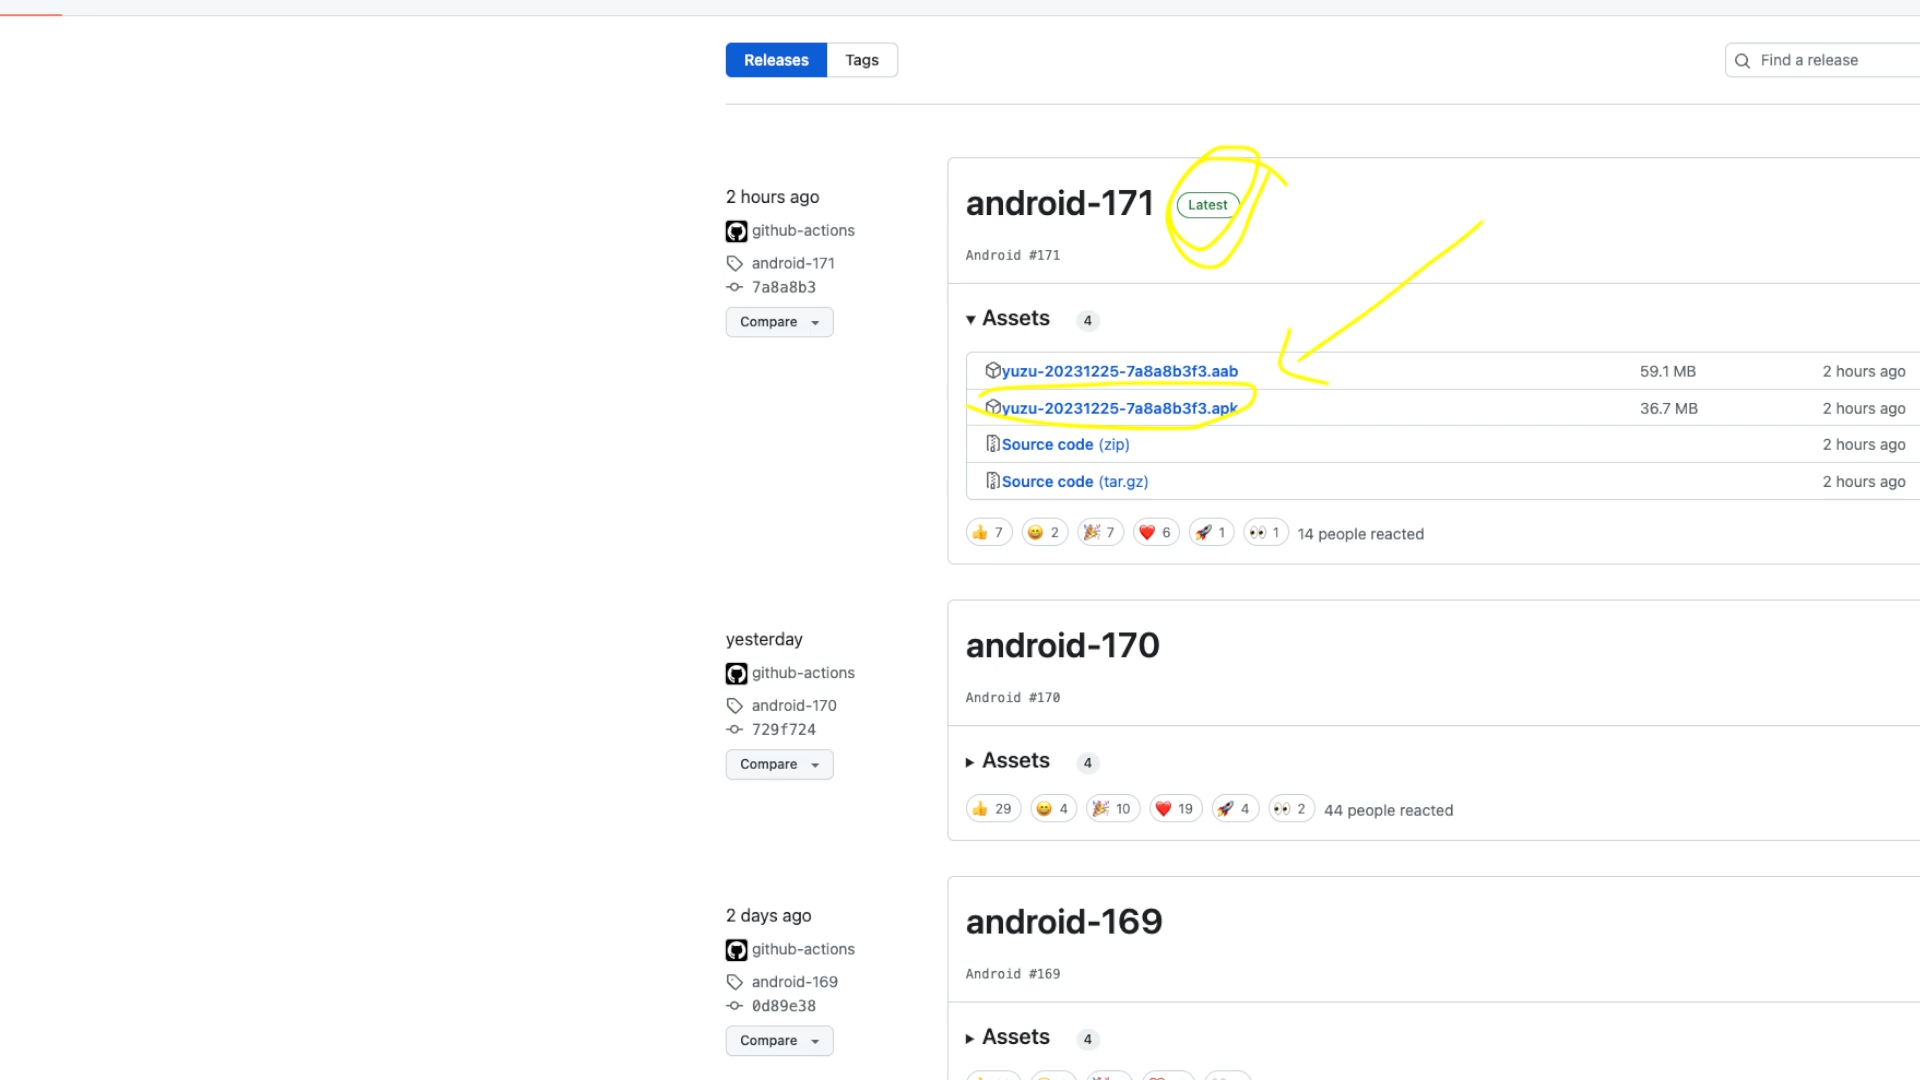 Releases Tags Find a release
2 hours ago
github-actions
android-171
7a8a8b3
Compare
android-171 Latest
Android #171
Assets 4
yuzu-20231225-7a8a8b3f3.aab 59.1 MB 2 hours ago
yuzu-20231225-7a8a8b3f3.apk 36.7 MB 2 hours ago
Source code (zip) 2 hours ago
Source code (tar.gz) 2 hours ago
7 2 7 6 1 1 14 people reacted
yesterday
github-actions
android-170
729f724
Compare
android-170
Android #170
Assets 4
29 4 10 19 4 2 44 people reacted
2 days ago
github-actions
android-169
0d89e38
Compare
android-169
Android #169
Assets 4